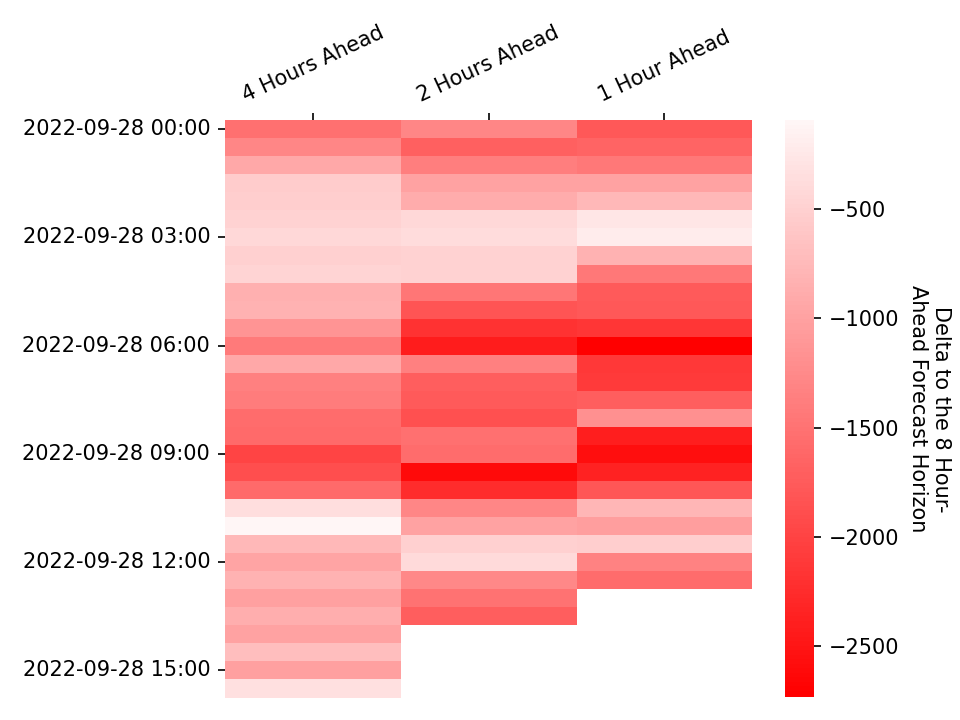 4 Hours Ahead
2 Hours Ahead
1 Hour Ahead
2022-09-28 00:00
2022-09-28 03:00
2022-09-28 06:00
2022-09-28 09:00
2022-09-28 12:00
2022-09-28 15:00
−500
−1000
−1500
−2000
−2500
Delta to the 8 Hour-
Ahead Forecast Horizon